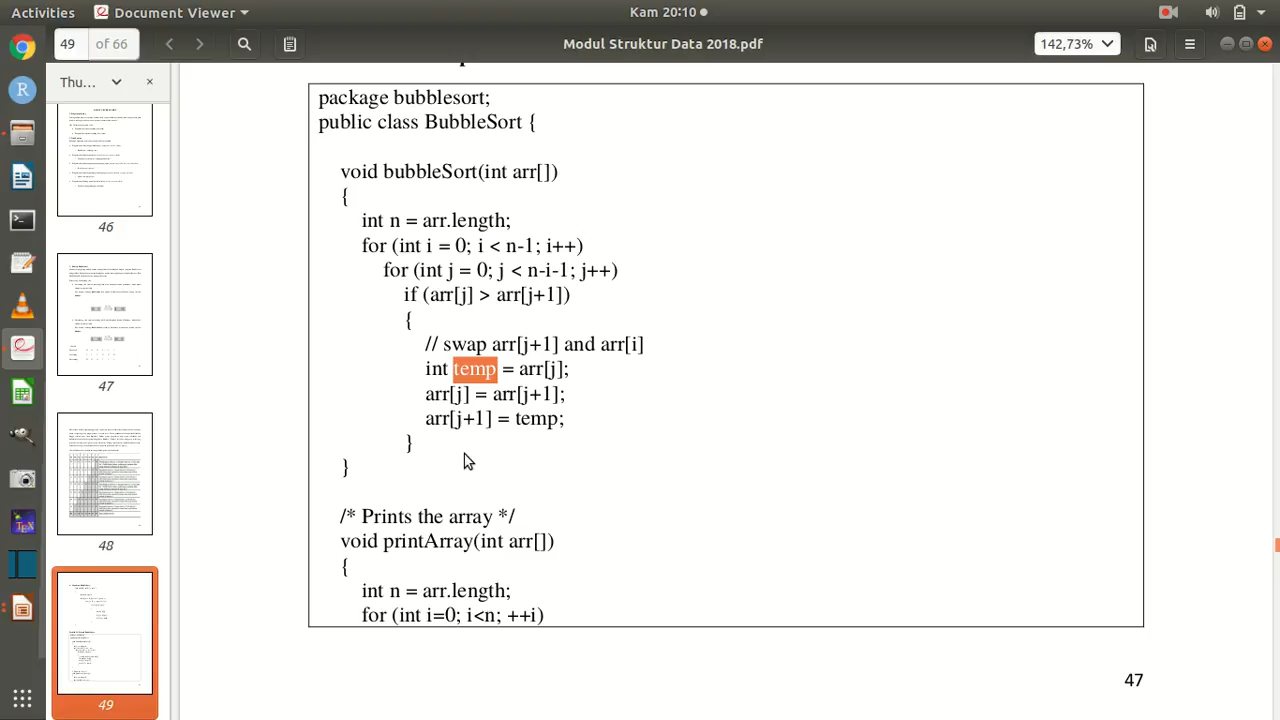 Activities
Document Viewer
Kam 20:10
49
of 66
Modul Struktur Data 2018.pdf
142,73%
Thu...
46
47
48
49
package bubblesort;
public class BubbleSort {
void bubbleSort(int arr[])
{
int n = arr.length;
for (int i = 0; i < n-1; i++)
for (int j = 0; j < n-i-1; j++)
if (arr[j] > arr[j+1])
{
// swap arr[j+1] and arr[i]
int temp = arr[j];
arr[j] = arr[j+1];
arr[j+1] = temp;
}
}
/* Prints the array */
void printArray(int arr[])
{
int n = arr.length;
for (int i=0; i<n; ++i)
47